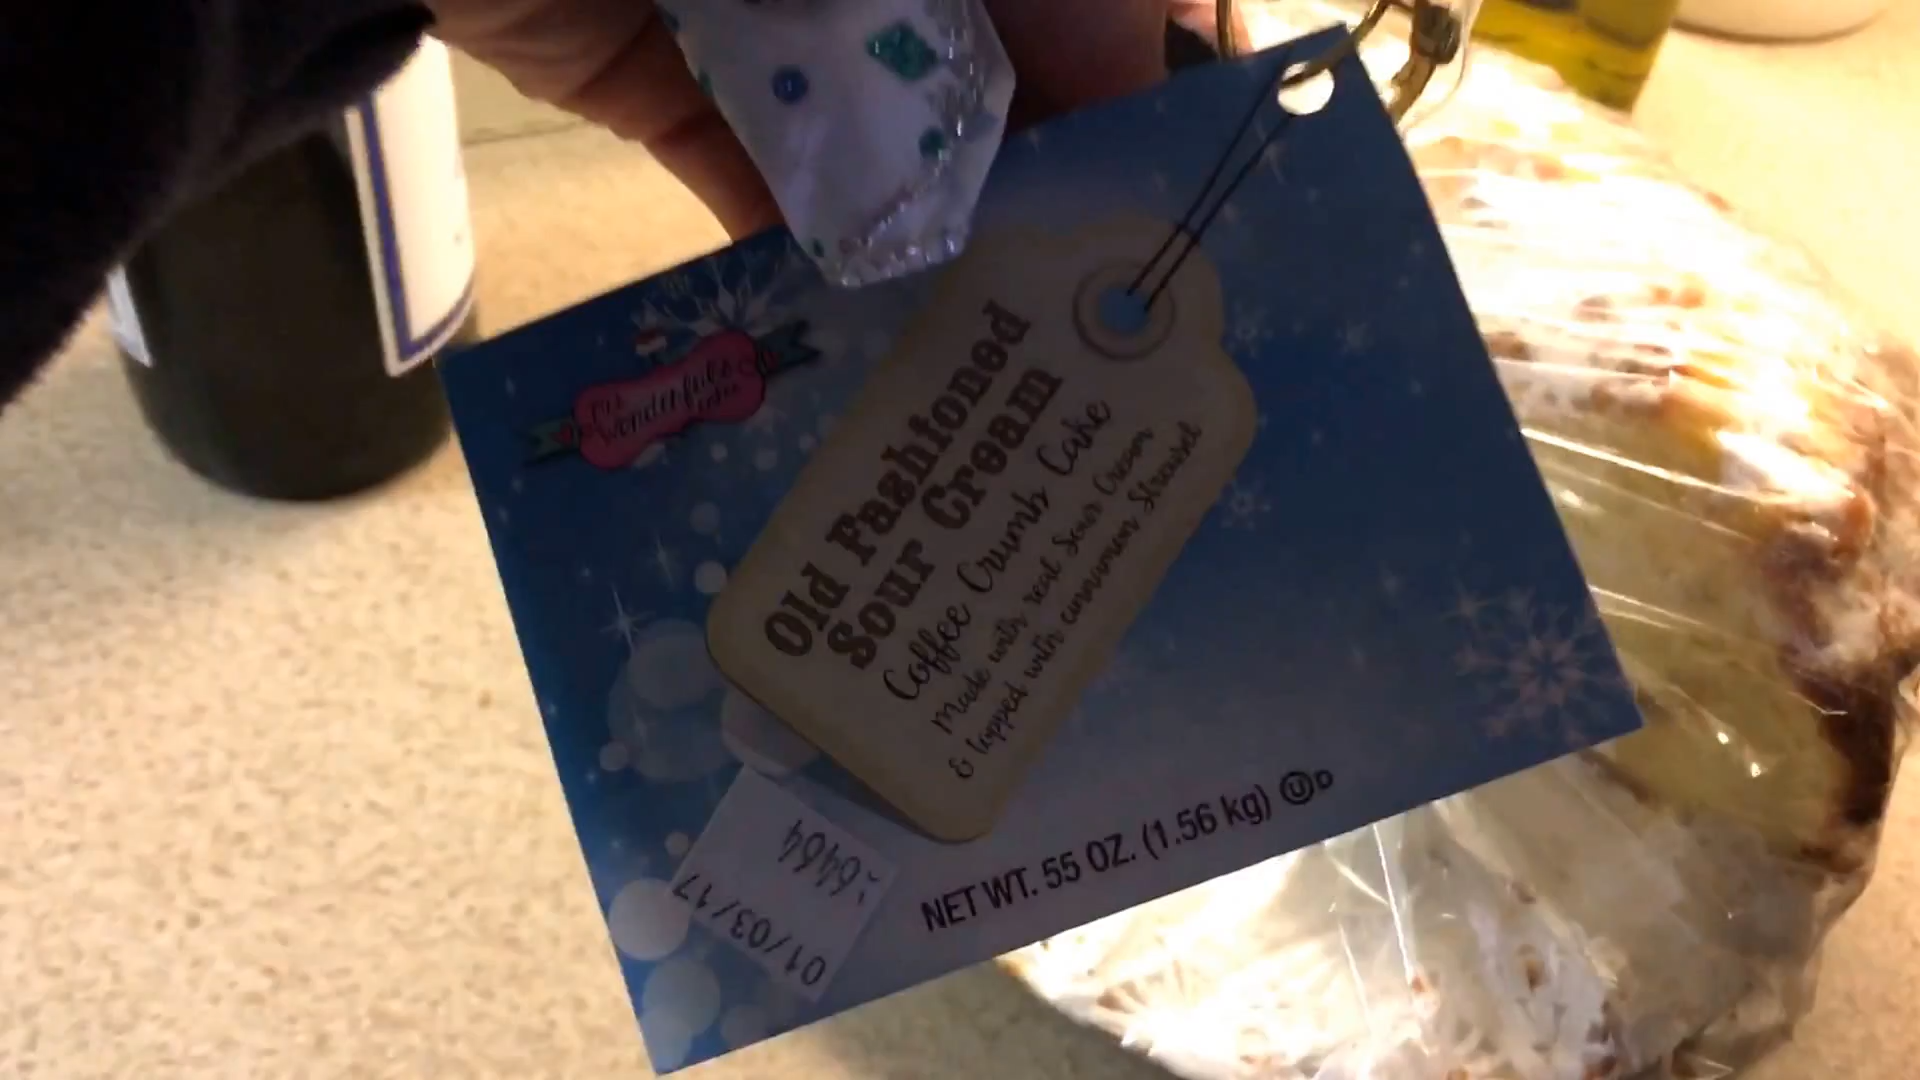 Wonderful
Old Fashioned
Sour Cream
Coffee Crumb Cake
Made with real Sour Cream
& topped with cinnamon Streusel
NET WT. 55 OZ. (1.56 kg) Ⓤ D
01/03/17